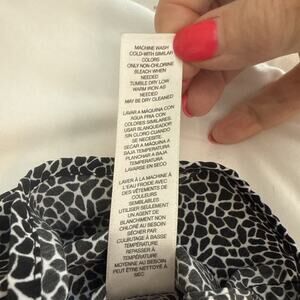 MACHINE WASH
COLD-WITH SIMILAR
COLORS
ONLY NON-CHLORINE
BLEACH WHEN
NEEDED
TUMBLE DRY LOW
WARM IRON AS
NEEDED
MAY BE DRY CLEANED
LAVAR A MÁQUINA CON
AGUA FRIA CON
COLORES SIMILARES.
USAR BLANQUEADOR
SIN CLORO CUANDO
SE NECESITE.
SECAR A MÁQUINA A
BAJA TEMPERATURA
PLANCHAR A BAJA
TEMPERATURA
LAVARSE EN SECO
LAVER À LA MACHINE À
L'EAU FROIDE AVEC
DES VÊTEMENTS DE
COULEURS
SEMBLABLES
UTILISER SEULEMENT
UN AGENT DE
BLANCHIMENT NON
CHLORÉ AU BESOIN
SÉCHER PAR
CULBUTAGE À BASSE
TEMPÉRATURE
REPASSER À
TEMPÉRATURE
MOYENNE AU BESOIN
PEUT ÊTRE NETTOYÉ À
SEC